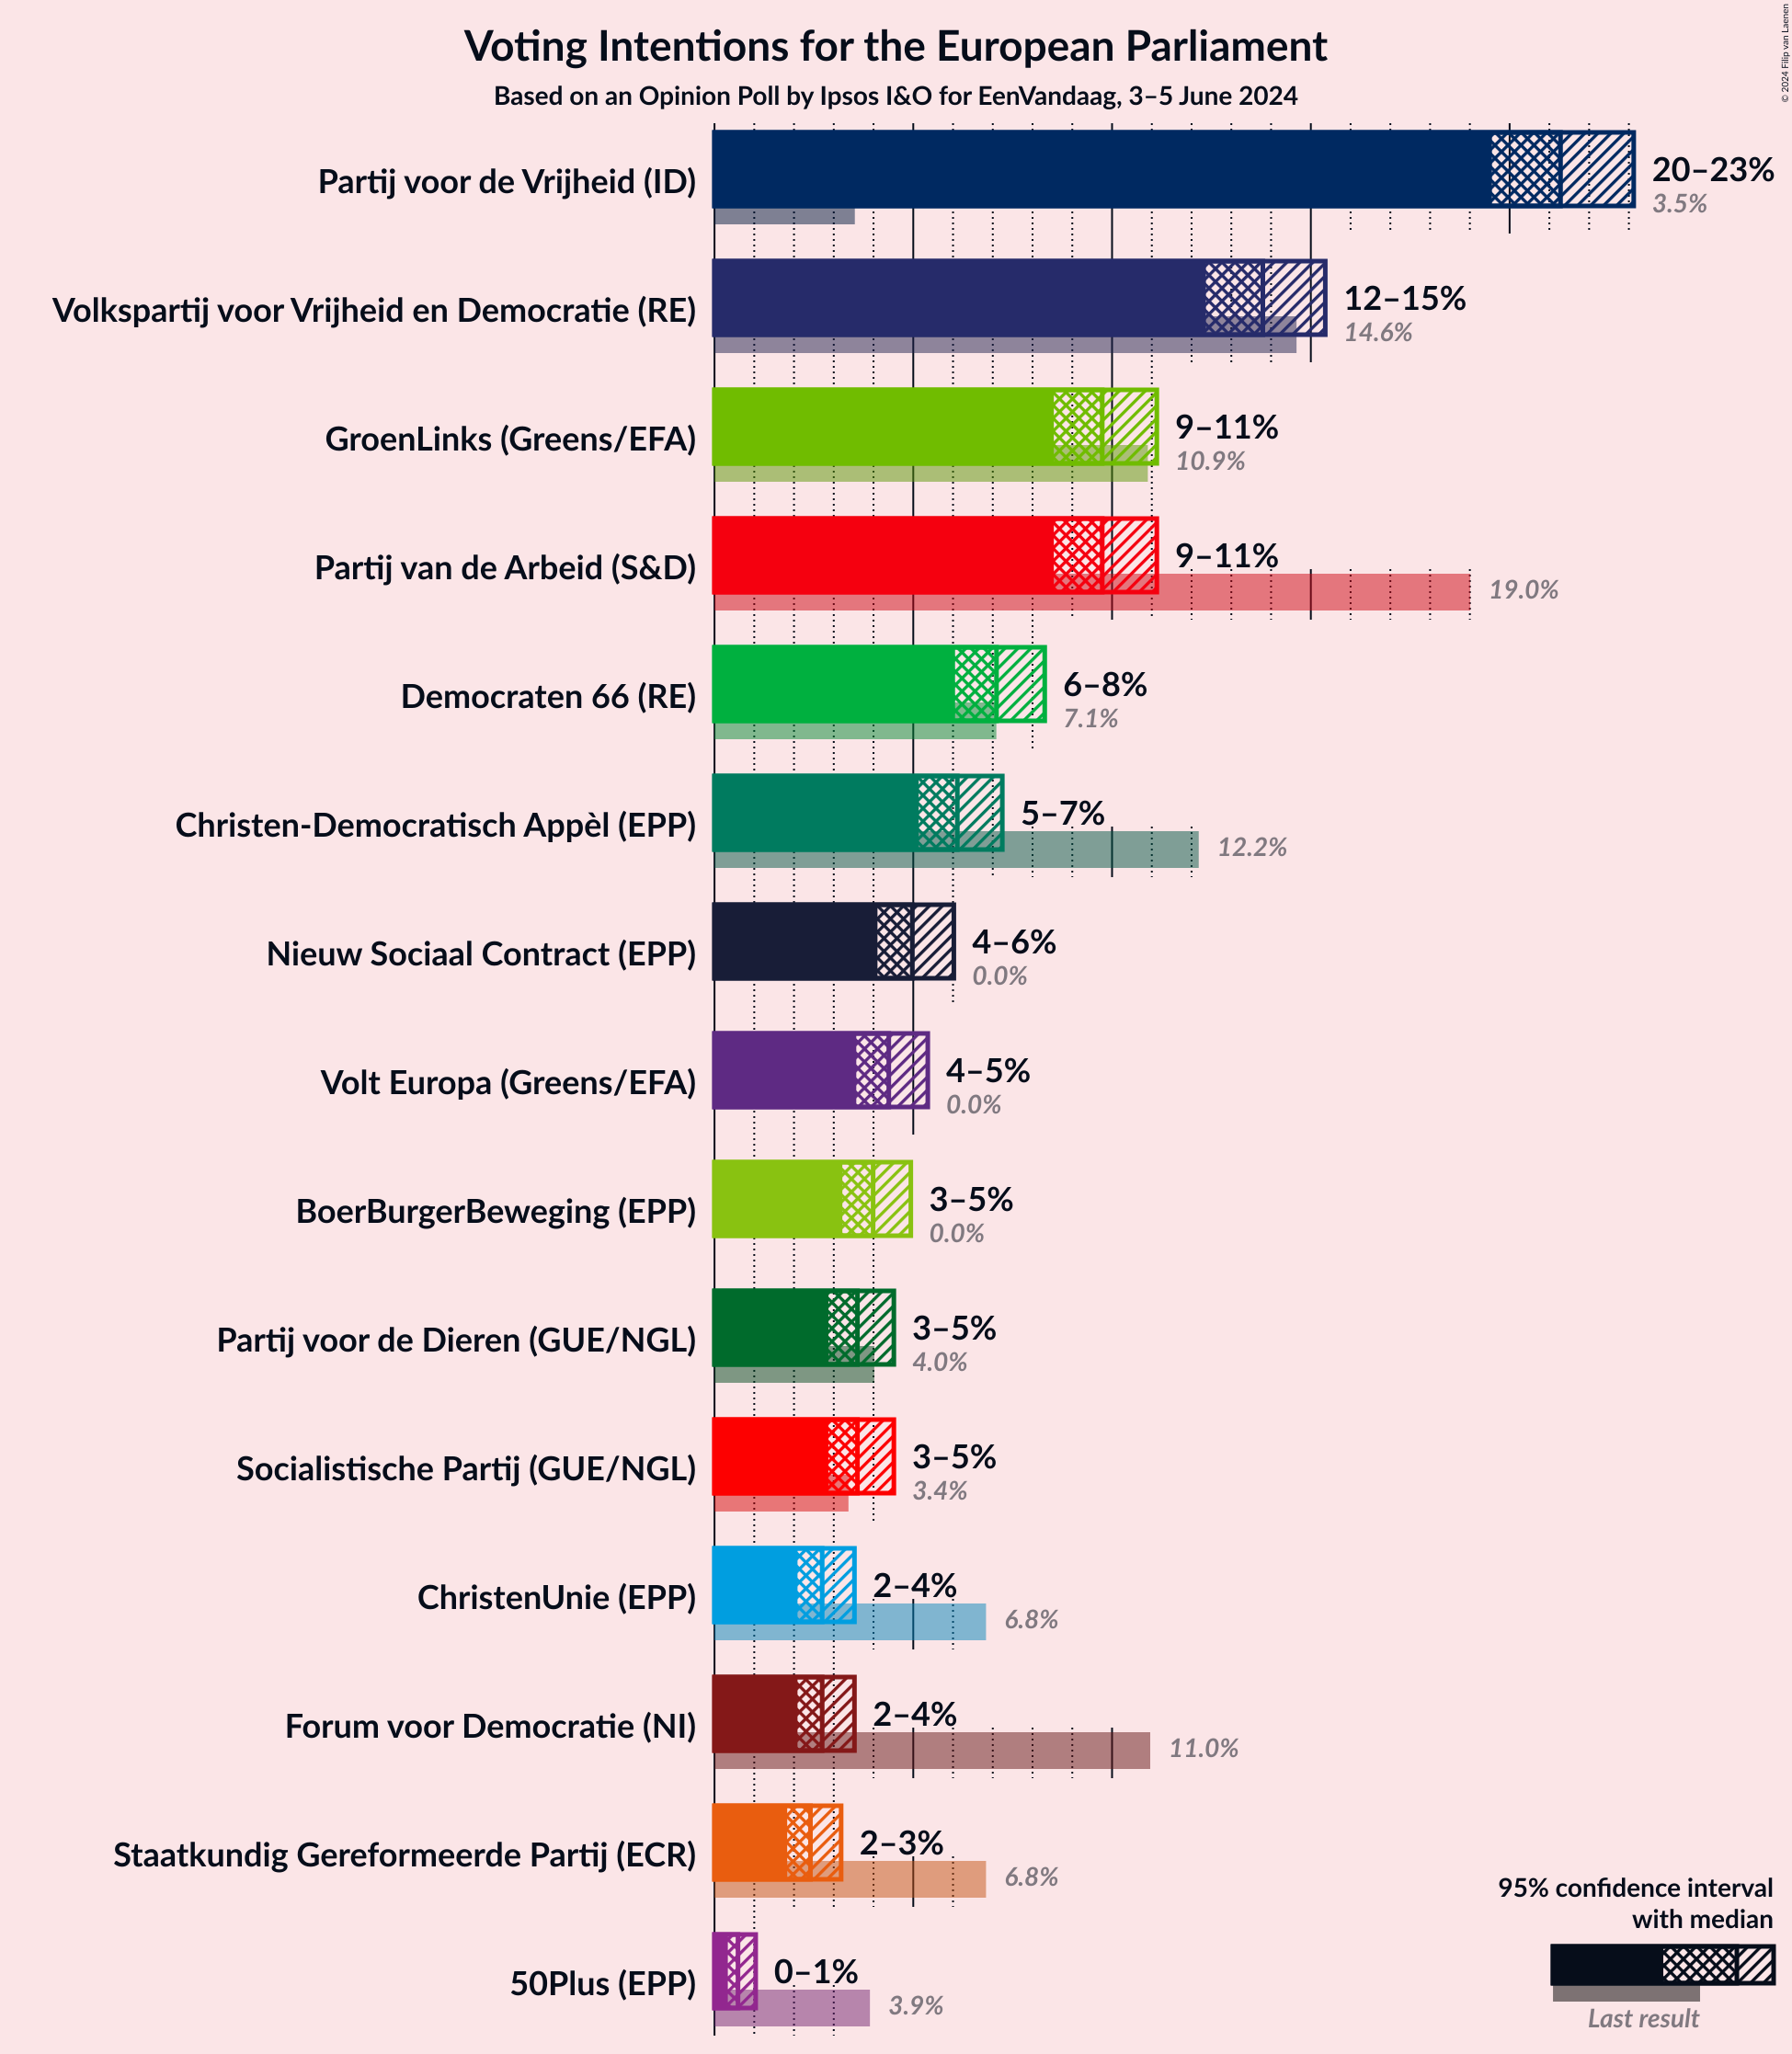 © 2024 Filip van Laenen
Voting Intentions for the European Parliament
Based on an Opinion Poll by Ipsos I&O for EenVandaag, 3–5 June 2024
Partij voor de Vrijheid (ID)
20–23%
3.5%
Volkspartij voor Vrijheid en Democratie (RE)
12–15%
14.6%
GroenLinks (Greens/EFA)
9–11%
10.9%
Partij van de Arbeid (S&D)
9–11%
19.0%
Democraten 66 (RE)
6–8%
7.1%
Christen-Democratisch Appèl (EPP)
5–7%
12.2%
Nieuw Sociaal Contract (EPP)
4–6%
0.0%
Volt Europa (Greens/EFA)
4–5%
0.0%
BoerBurgerBeweging (EPP)
3–5%
0.0%
Partij voor de Dieren (GUE/NGL)
3–5%
4.0%
Socialistische Partij (GUE/NGL)
3–5%
3.4%
ChristenUnie (EPP)
2–4%
6.8%
Forum voor Democratie (NI)
2–4%
11.0%
Staatkundig Gereformeerde Partij (ECR)
2–3%
6.8%
50Plus (EPP)
0–1%
3.9%
95% confidence interval
with median
Last result